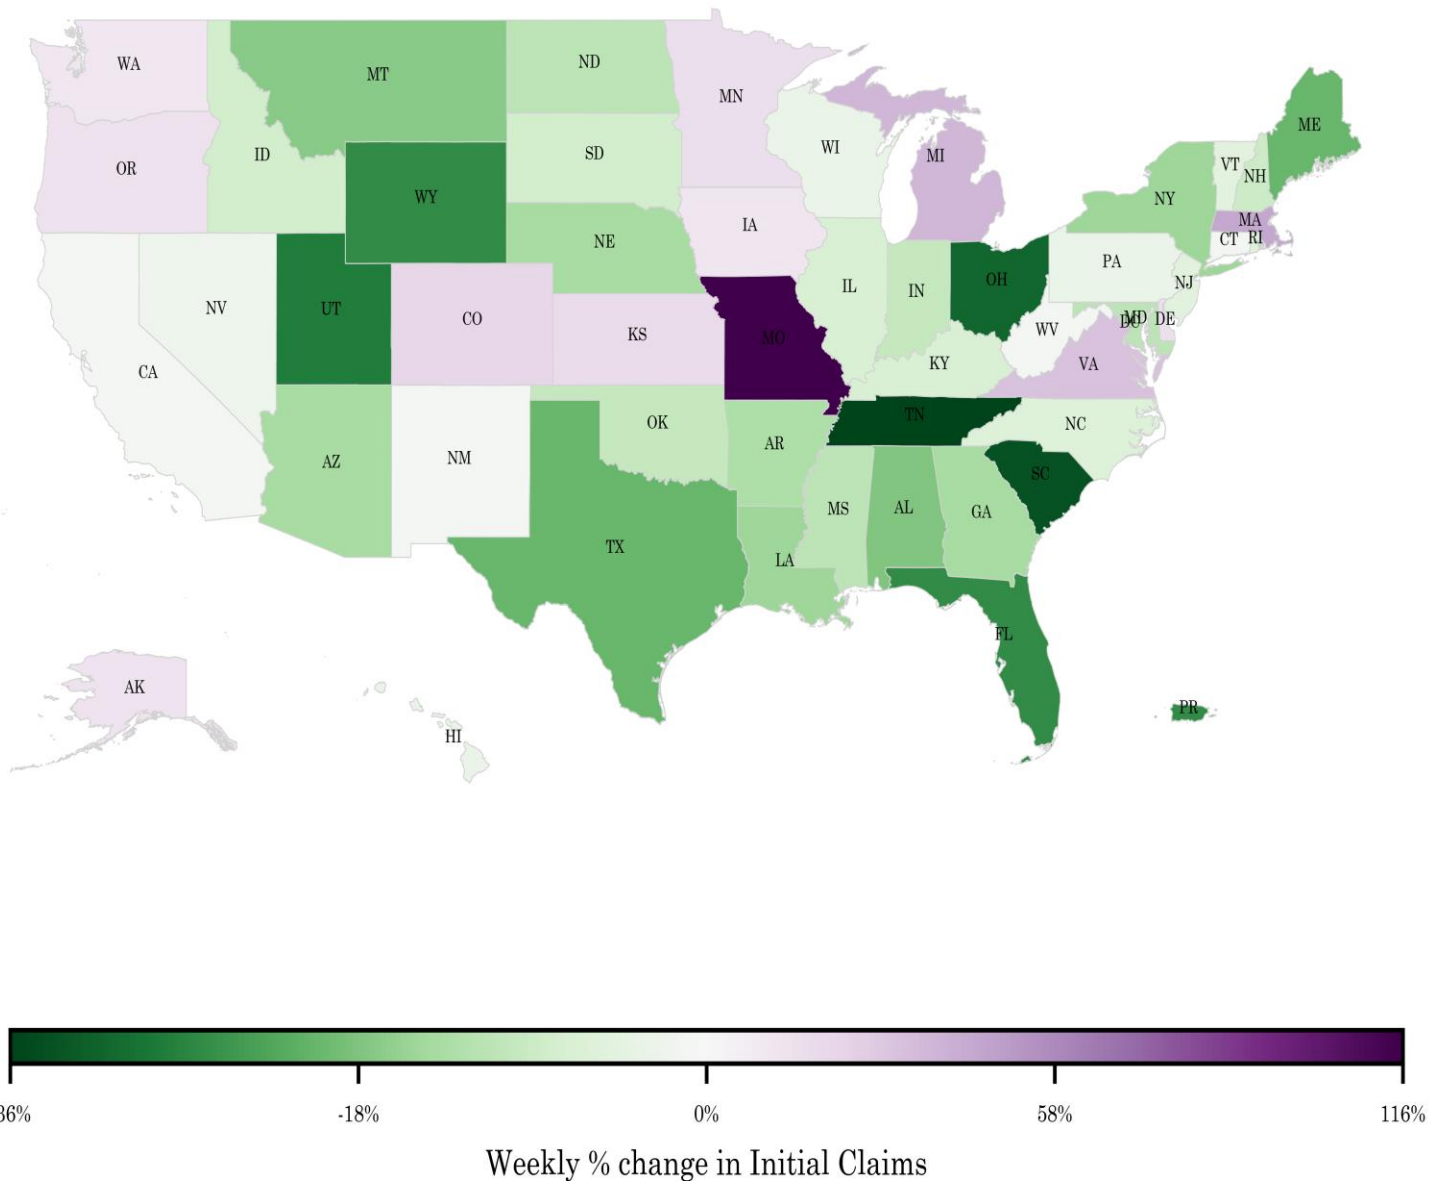 WA
MT
ND
MN
ME
OR
ID
SD
WI
MI
VT
NH
WY
NY
MA
IA
NE
CT
RI
PA
NV
UT
CO
IL
IN
OH
NJ
KS
MO
DC
MD
DE
WV
CA
KY
VA
OK
TN
NC
AZ
NM
AR
SC
MS
AL
GA
TX
LA
FL
AK
PR
HI
36%
-18%
0%
58%
116%
Weekly % change in Initial Claims